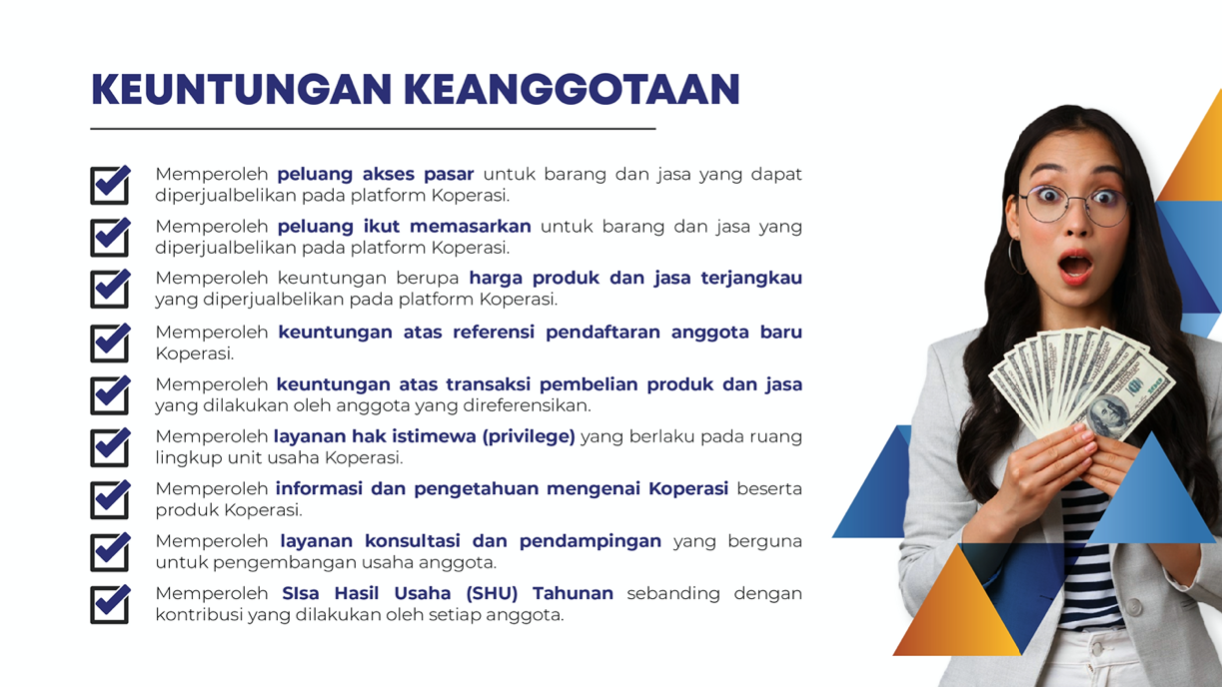 KEUNTUNGAN KEANGGOTAAN
Memperoleh peluang akses pasar untuk barang dan jasa yang dapat
diperjualbelikan pada platform Koperasi.
Memperoleh peluang ikut memasarkan untuk barang dan jasa yang
diperjualbelikan pada platform Koperasi.
Memperoleh keuntungan berupa harga produk dan jasa terjangkau
yang diperjualbelikan pada platform Koperasi.
Memperoleh keuntungan atas referensi pendaftaran anggota baru
Koperasi.
Memperoleh keuntungan atas transaksi pembelian produk dan jasa
yang dilakukan oleh anggota yang direferensikan.
Memperoleh layanan hak istimewa (privilege) yang berlaku pada ruang
lingkup unit usaha Koperasi.
Memperoleh informasi dan pengetahuan mengenai Koperasi beserta
produk Koperasi.
Memperoleh layanan konsultasi dan pendampingan yang berguna
untuk pengembangan usaha anggota.
Memperoleh SIsa Hasil Usaha (SHU) Tahunan sebanding dengan
kontribusi yang dilakukan oleh setiap anggota.